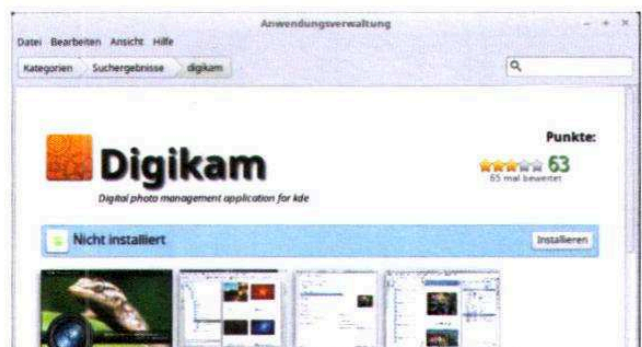 Anwendungsverwaltung
Datei Bearbeiten Ansicht Hilfe
Kategorien Suchergebnisse digikam
Punkte:
Digikam
63
65 mal bewertet
Digital photo management application for kde
Nicht installiert
Installieren